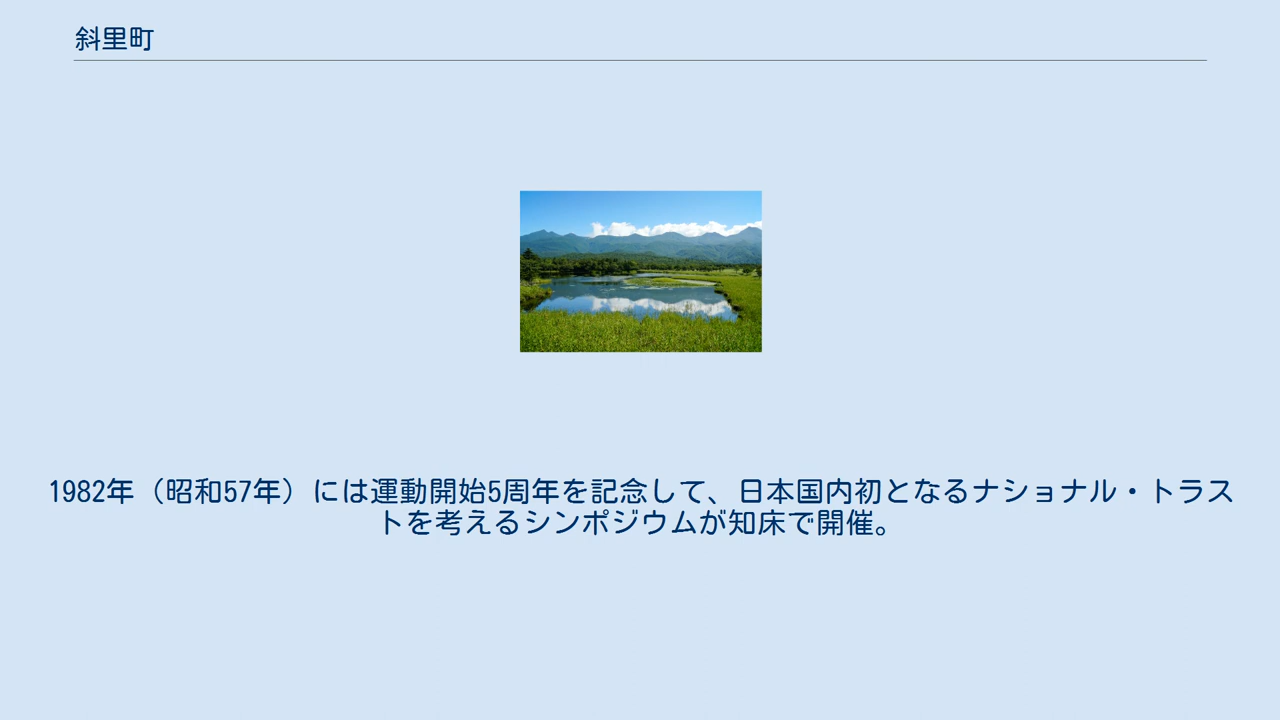 斜里町
1982年（昭和57年）には運動開始5周年を記念して、日本国内初となるナショナル・トラス
トを考えるシンポジウムが知床で開催。